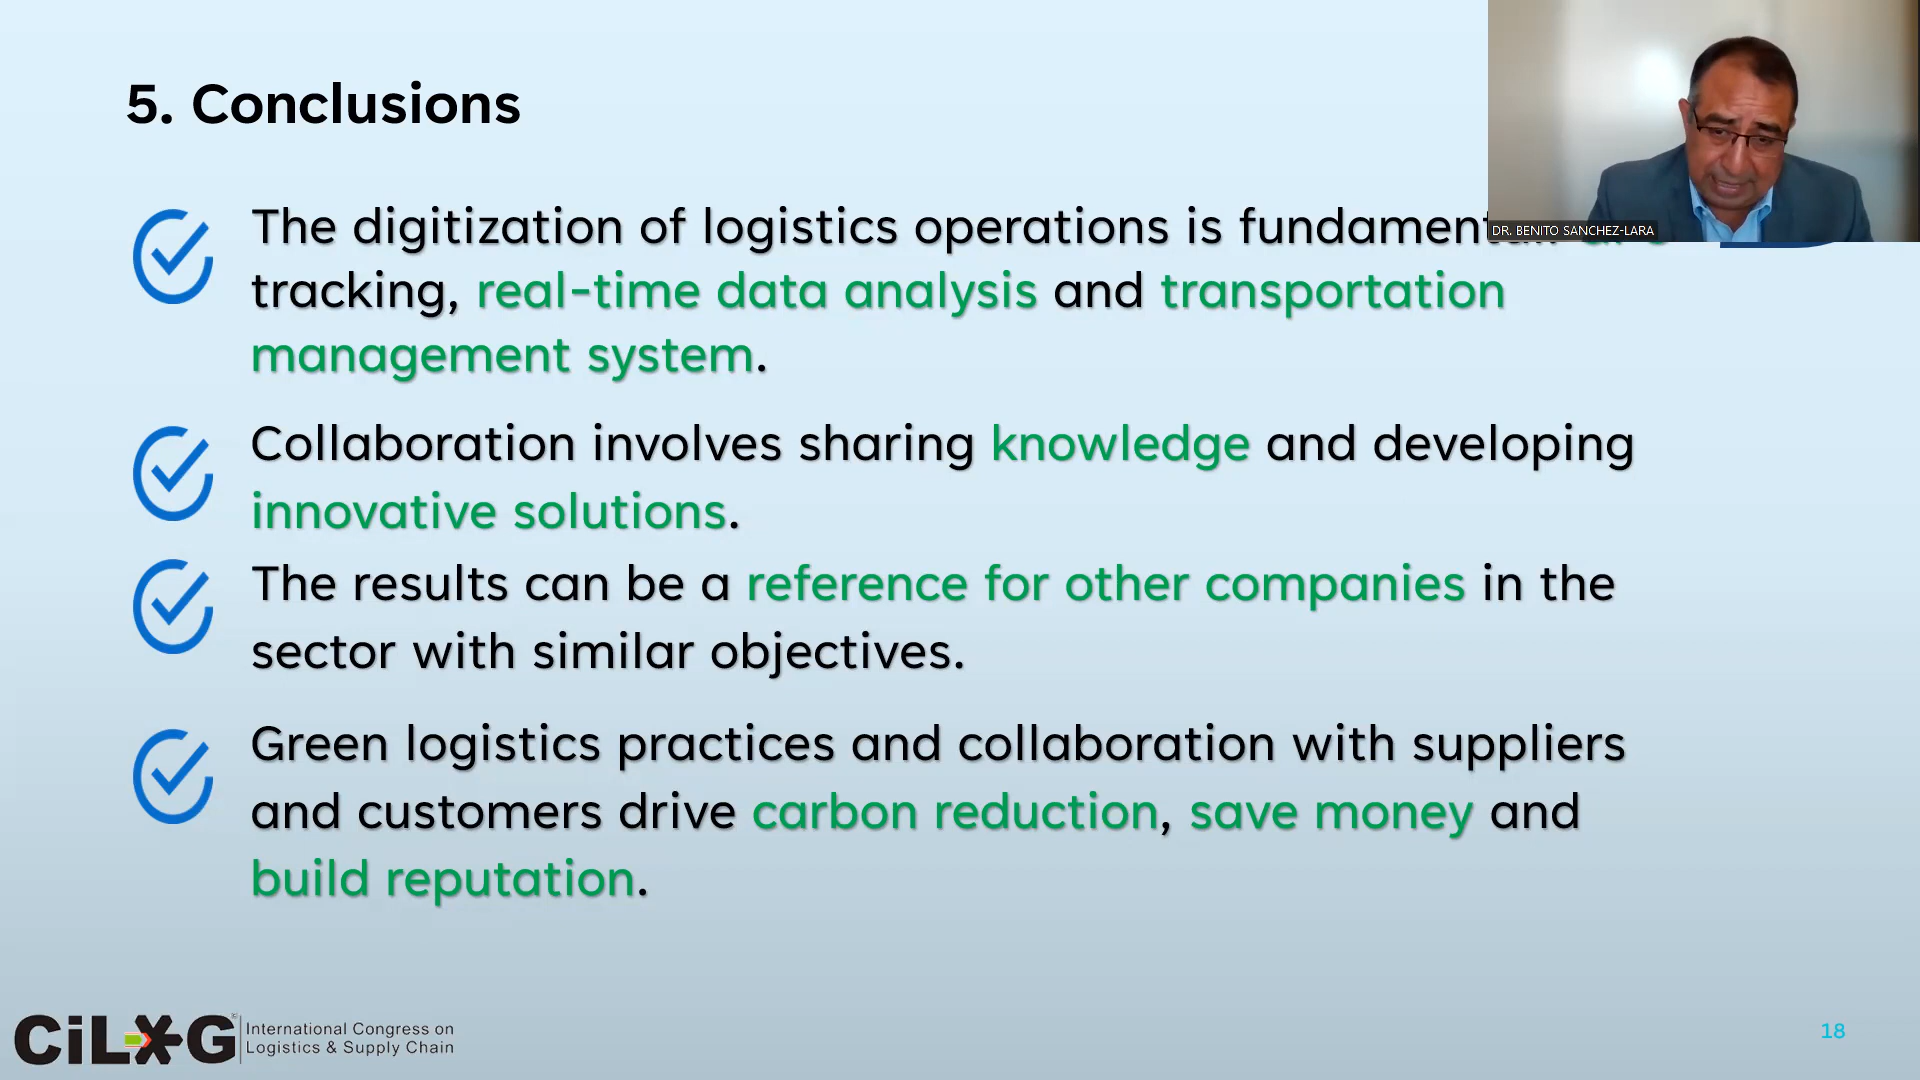 5. Conclusions
DR. BENITO SANCHEZ-LARA
The digitization of logistics operations is
tracking, real-time data analysis and transportation
management system.
Collaboration involves sharing knowledge and developing
innovative solutions.
The results can be a reference for other companies in the
sector with similar objectives.
Green logistics practices and collaboration with suppliers
and customers drive carbon reduction, save money and
build reputation.
CiLOG
International Congress on
Logistics & Supply Chain
18